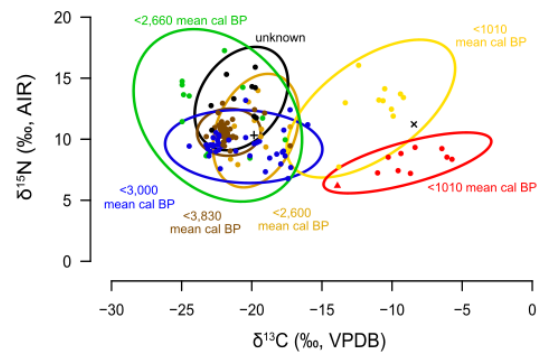 <2,660 mean cal BP
unknown
<1010
mean cal BP
<3,000
mean cal BP
<3,830
mean cal BP
<2,600
mean cal BP
<1010 mean cal BP
δ¹⁵N (‰, AIR)
20
15
10
5
0
−30 −25 −20 −15 −10 −5 0
δ¹³C (‰, VPDB)